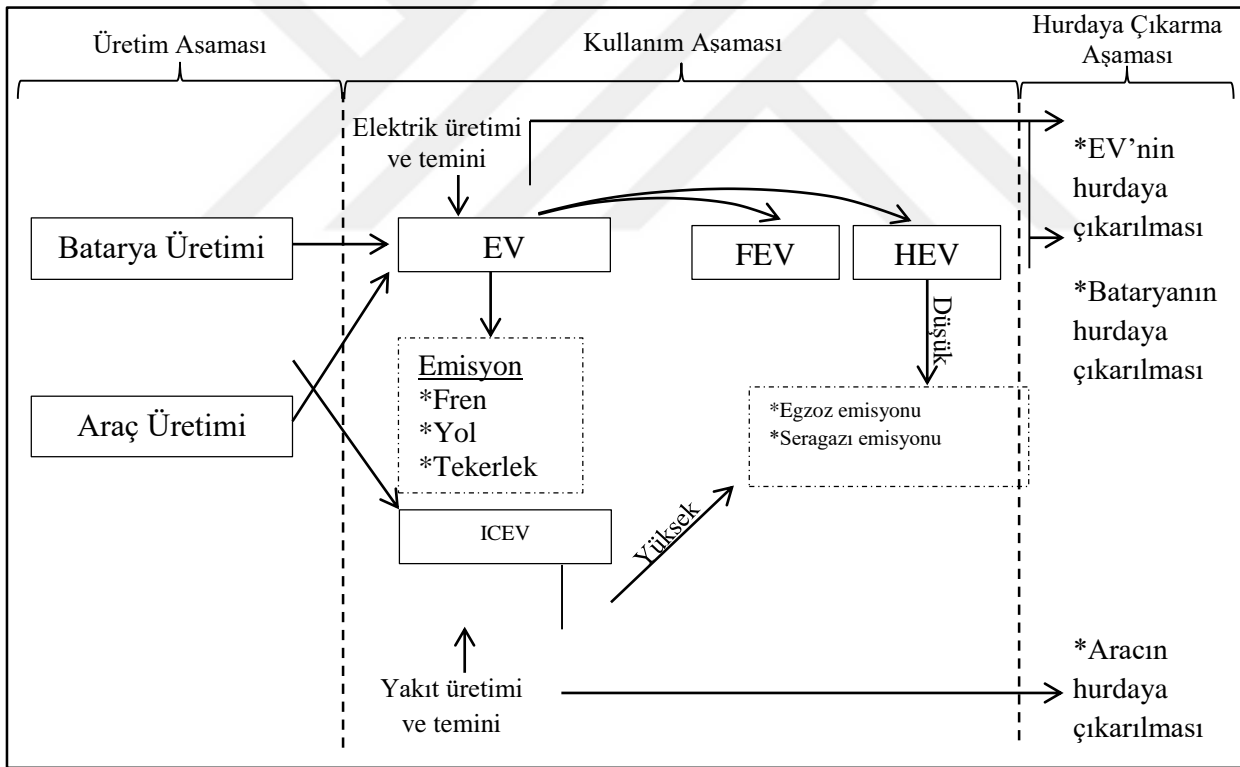 Üretim Aşaması
Kullanım Aşaması
Hurdaya Çıkarma
Aşaması
Elektrik üretimi
ve temini
*EV’nin
hurdaya
çıkarılması
Batarya Üretimi
EV
FEV
HEV
*Bataryanın
hurdaya
çıkarılması
Düşük
Emisyon
*Fren
*Yol
*Tekerlek
Araç Üretimi
*Egzoz emisyonu
*Seragazı emisyonu
ICEV
Yüksek
Yakıt üretimi
ve temini
*Aracın
hurdaya
çıkarılması